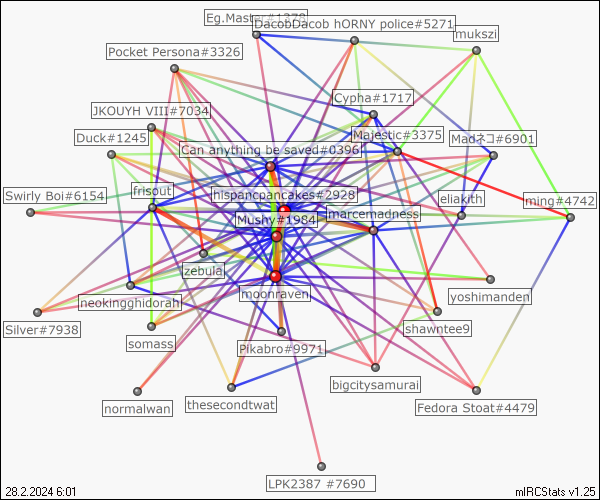 Eg.Master#1378
DacobDacob hORNY police#5271
mukszi
Pocket Persona#3326
Cypha#1717
JKOUYH VIII#7034
Duck#1245
Majestic#3375
Madネコ#6901
Can anything be saved#0396
Swirly Boi#6154
frisout
hispancpancakes#2928
eliakith
ming#4742
Mushy#1984
marcemadness
zebula
moonraven
yoshimanden
neokingghidorah
Silver#7938
somass
shawntee9
Pikabro#9971
bigcitysamurai
normalwan
thesecondtwat
Fedora Stoat#4479
LPK2387 #7690
28.2.2024 6:01
mIRCStats v1.25